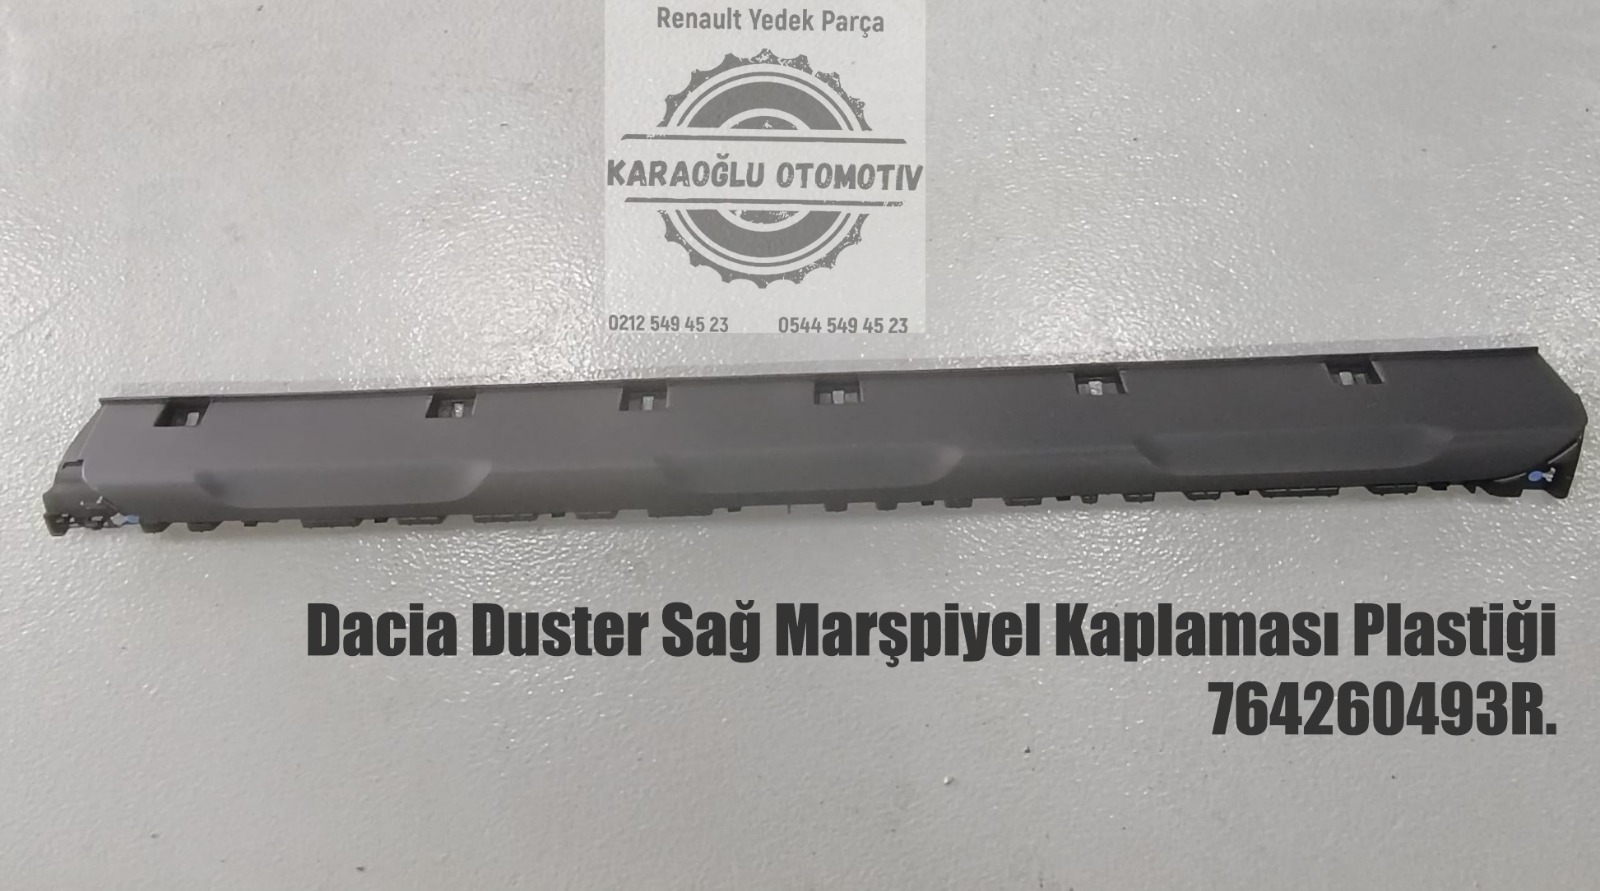 Renault Yedek Parça
KARAOĞLU OTOMOTIV
0212 549 45 23 0544 549 45 23
Dacia Duster Sağ Marşpiyel Kaplaması Plastiği
764260493R.